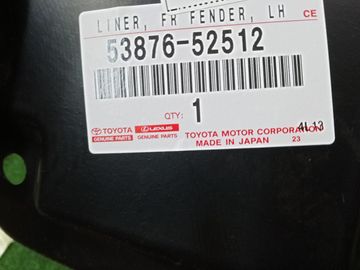 LINER, FR FENDER, LH
CE
53876-52512
QTY:
1
TOYOTA LEXUS
GENUINE PARTS GENUINE PARTS
TOYOTA MOTOR CORPORATION
MADE IN JAPAN 23